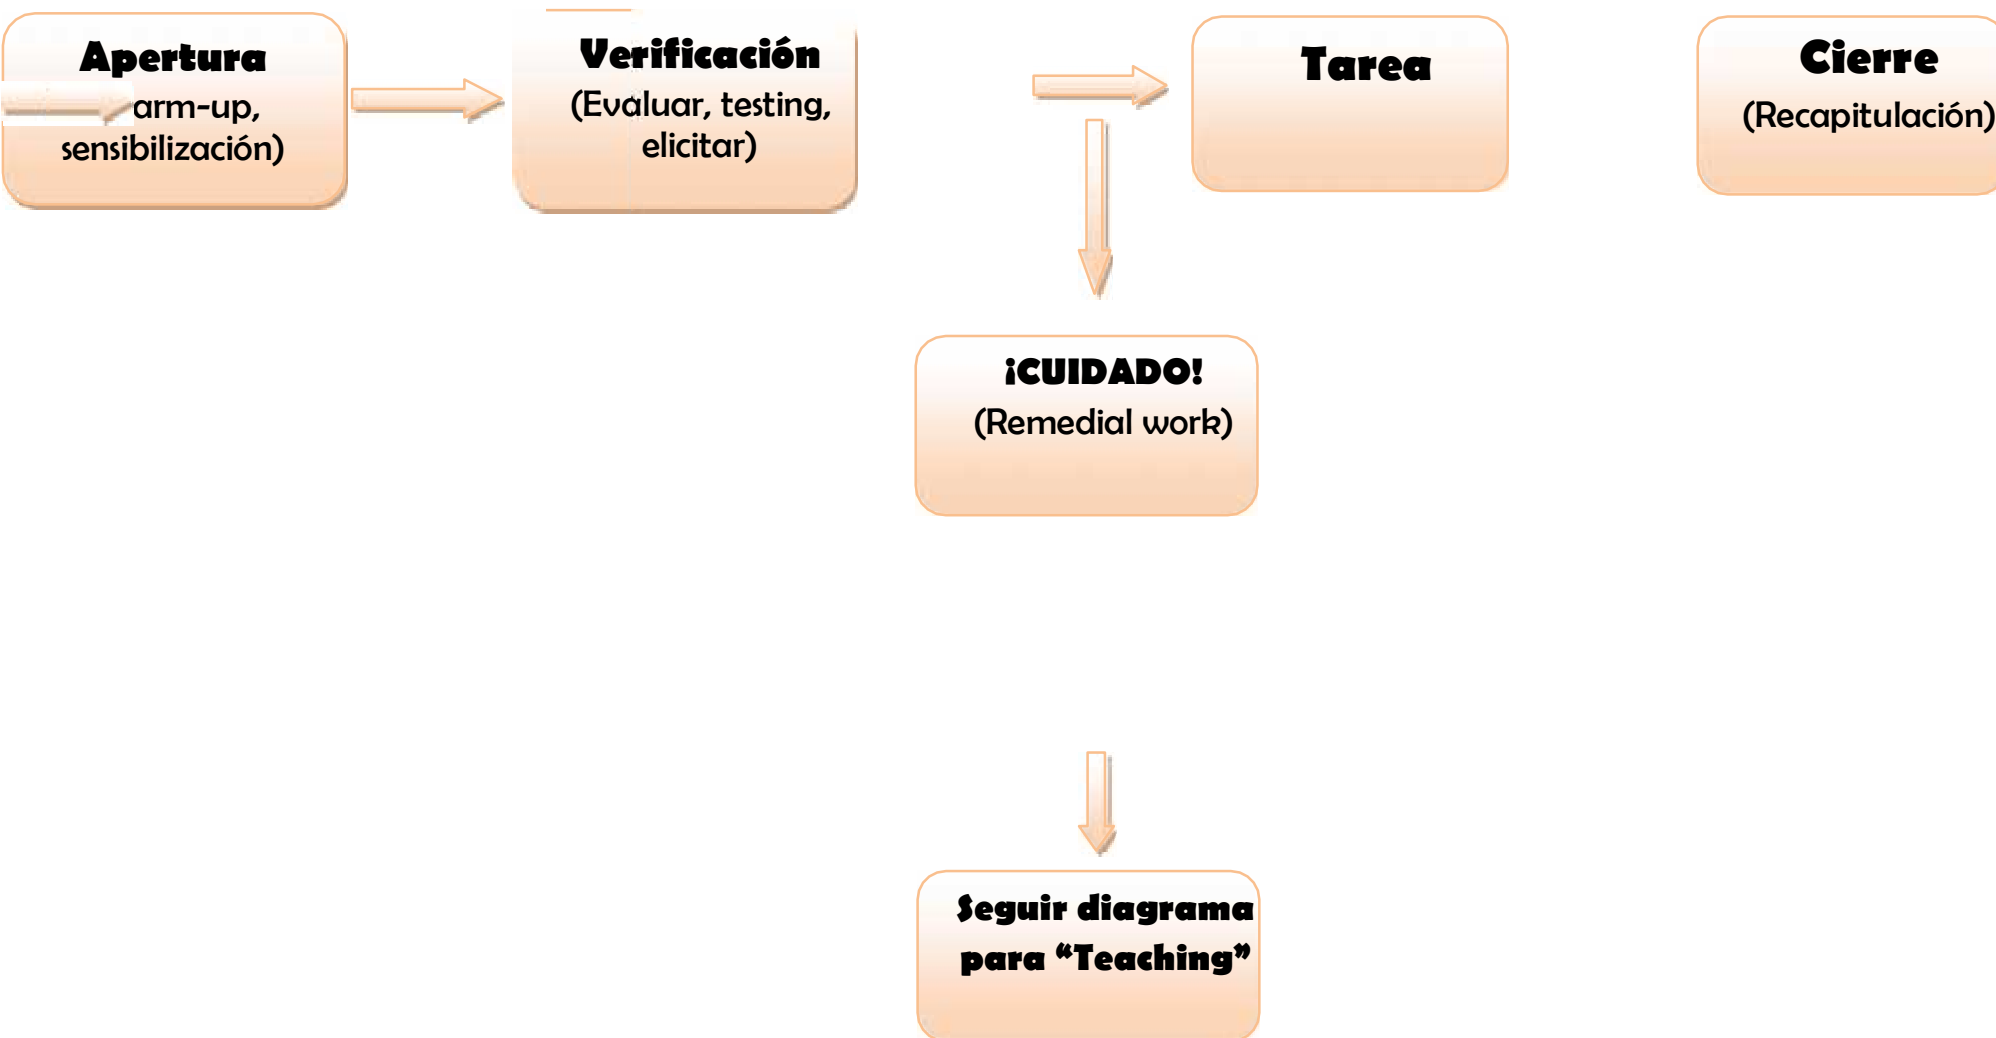 Apertura
arm-up,
sensibilización)
Verificación
(Evaluar, testing,
elicitar)
Tarea
Cierre
(Recapitulación)
¡CUIDADO!
(Remedial work)
Seguir diagrama
para “Teaching”